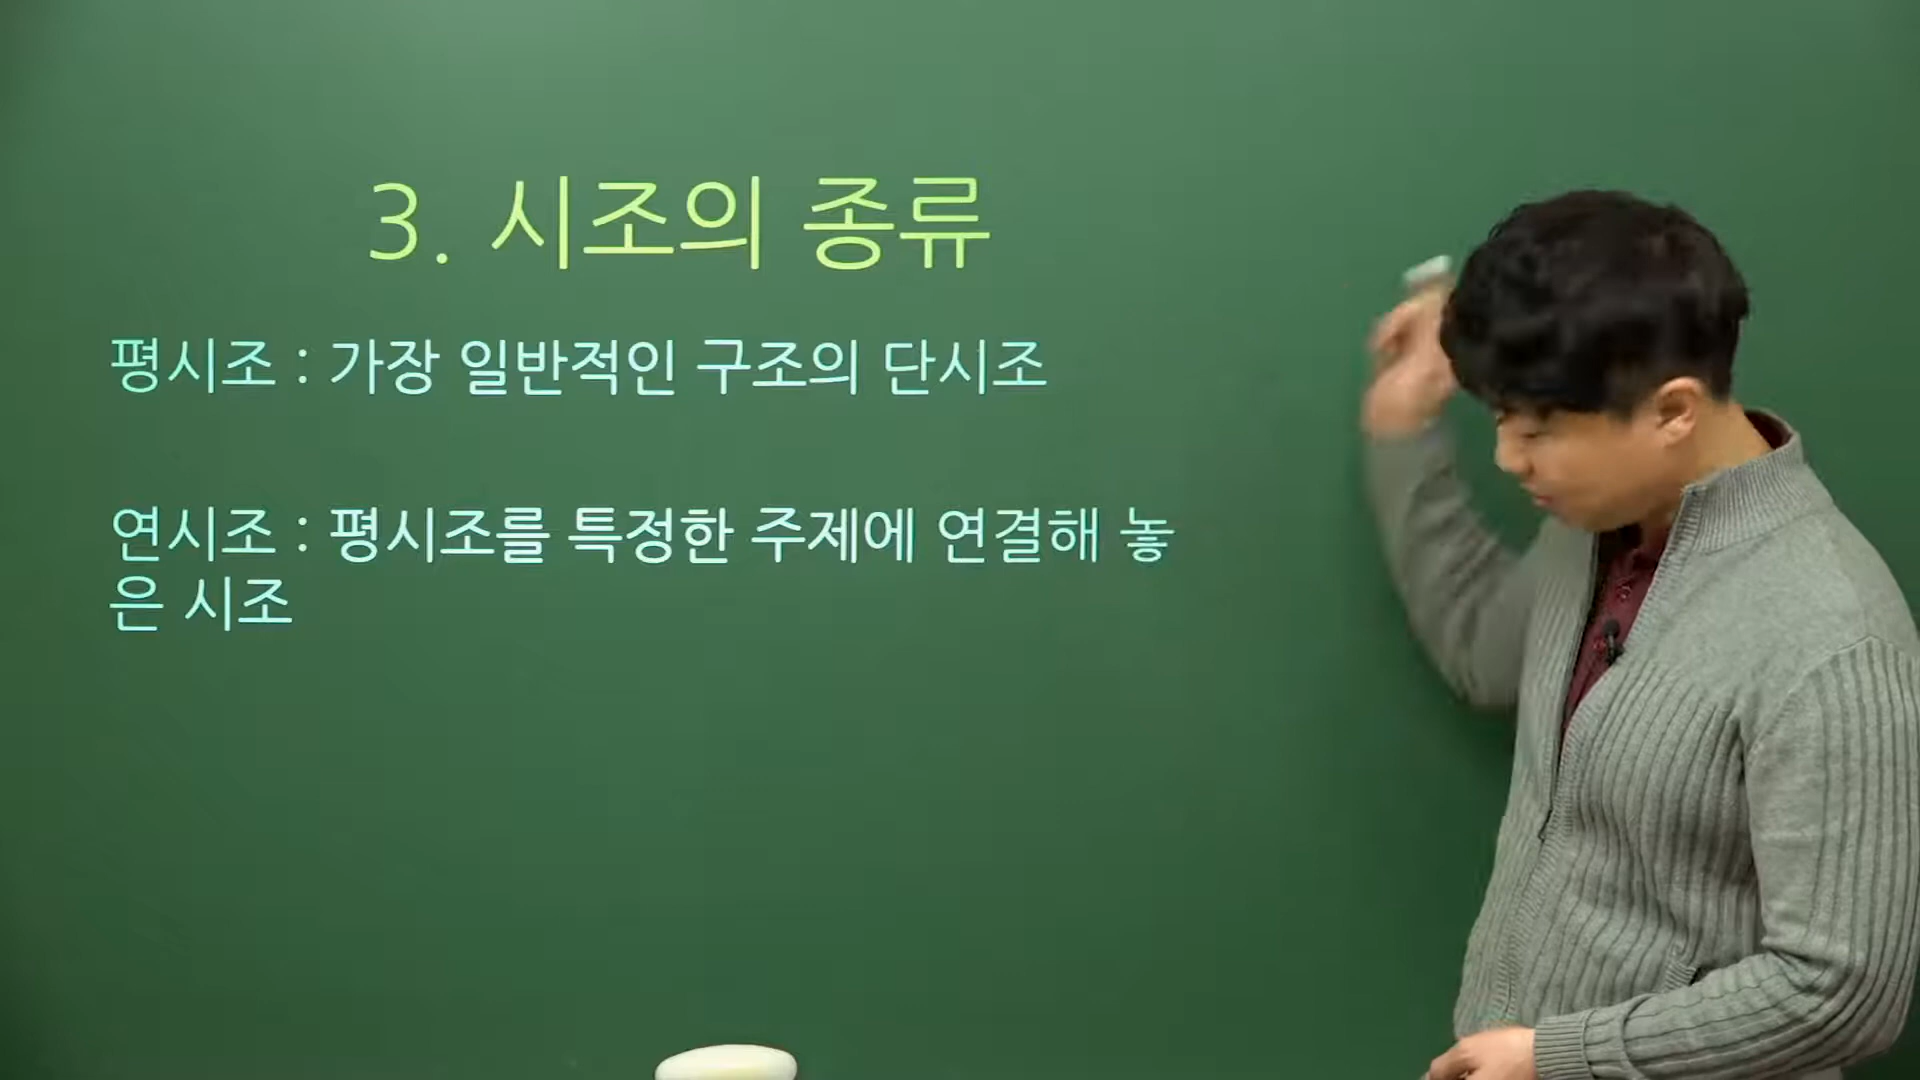 3. 시조의 종류
평시조 : 가장 일반적인 구조의 단시조
연시조 : 평시조를 특정한 주제에 연결해 놓
은 시조